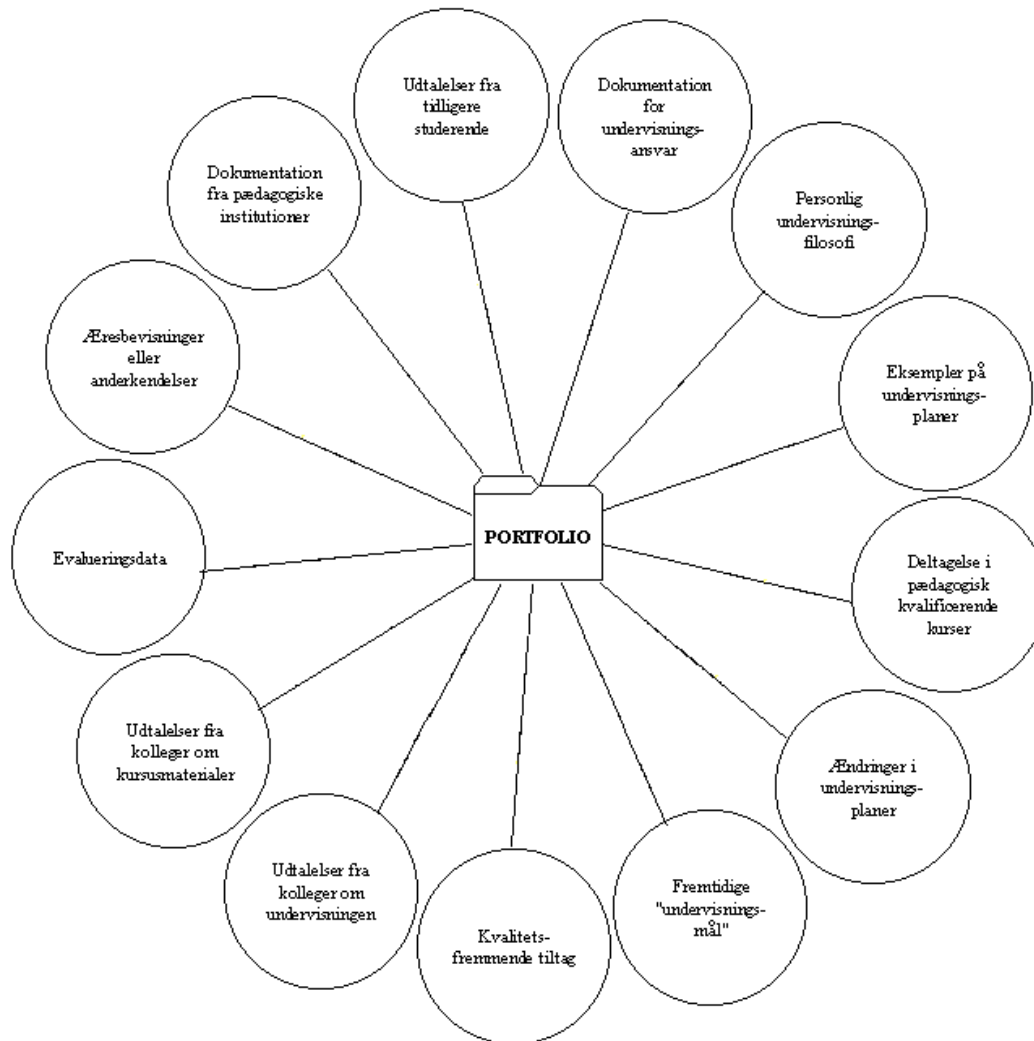 Udtalelser fra
tidligere
studerende
Dokumentation
for
undervisnings-
ansvar
Personlig
undervisnings-
filosofi
Eksempler på
undervisnings-
planer
Deltagelse i
pædagogisk
kvalificerende
kurser
Ændringer i
undervisnings-
planer
Fremtidige
"undervisnings-
mål"
Kvalitets-
fremmende tiltag
Udtalelser fra
kolleger om
undervisningen
Udtalelser fra
kolleger om
kursusmaterialer
Evalueringsdata
Æresbevisninger
eller
anderkendelser
Dokumentation
fra pædagogiske
institutioner
PORTFOLIO